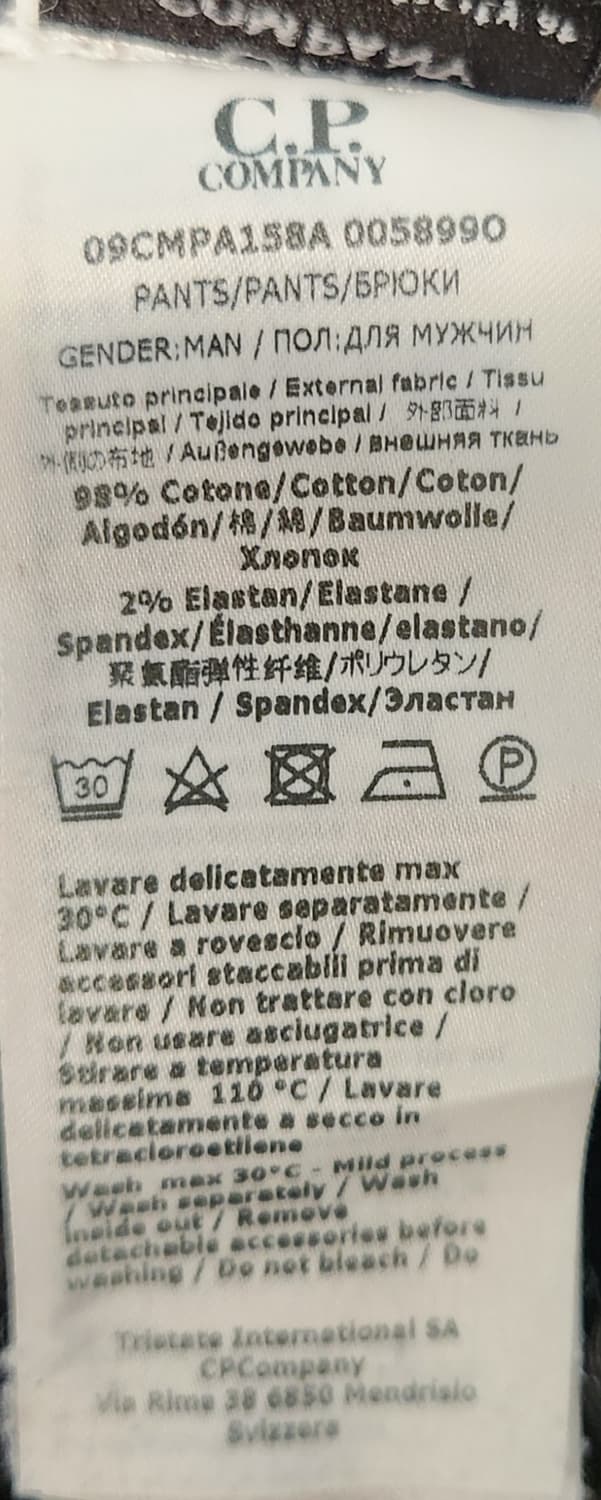 COMPANY
C.P.
COMPANY
09CMPA158A 005899O
PANTS/PANTS/БРЮКИ
GENDER:MAN / ПОЛ:ДЛЯ МУЖЧИН
Tessuto principale / External fabric / Tissu
principal / Tejido principal / 外部面料 /
外側の布地 / Außengewebe / внешняя ткань
98% Cotone/Cotton/Coton/
Algodón/棉/綿/Baumwolle/
Хлопок
2% Elastan/Elastane /
Spandex/Élasthanne/elastano/
聚氨酯弹性纤维/ポリウレタン/
Elastan / Spandex/Эластан
30
P
Lavare delicatamente max
30°C / Lavare separatamente /
Lavare a rovescio / Rimuovere
accessori staccabili prima di
lavare / Non trattare con cloro
/ Non usare asciugatrice /
Stirare a temperatura
massima 110 °C / Lavare
delicatamente a secco in
tetracloroetilene
Wash max 30°C - Mild process
/ Wash separately / Wash
inside out / Remove
detachable accessories before
washing / Do not bleach / Do
Tristate International SA
CPCompany
Via Rime 38 6850 Mendrisio
Svizzera